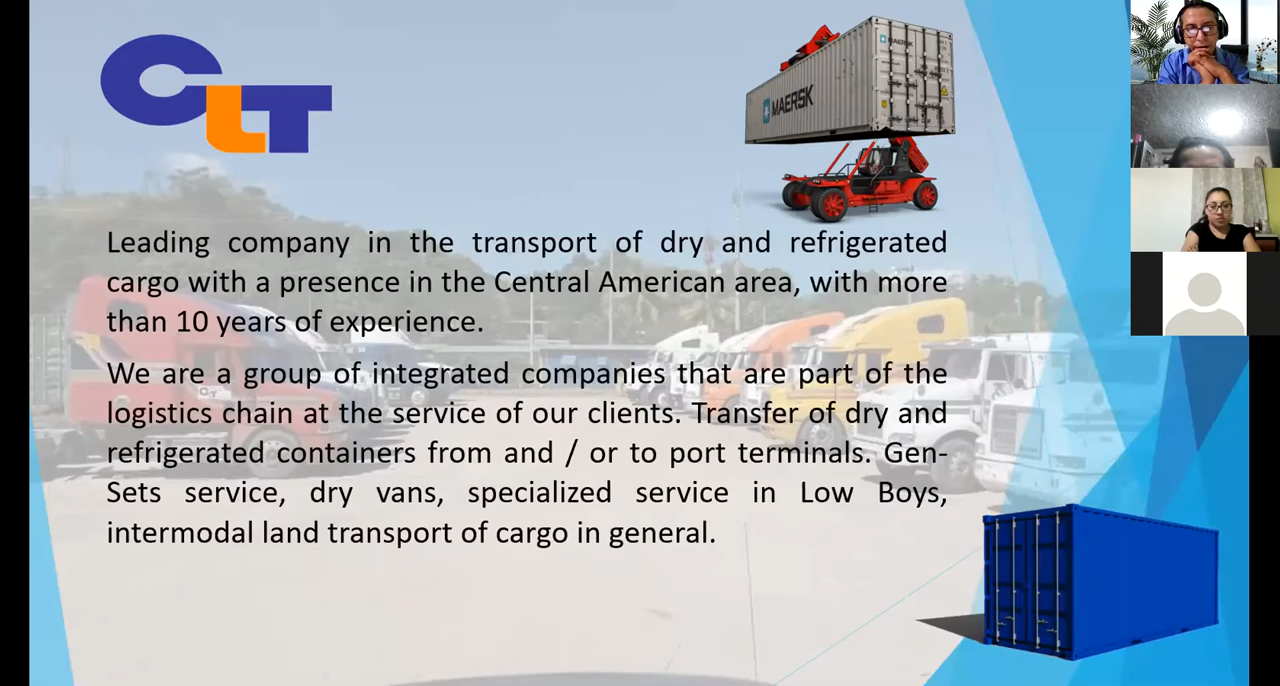 CLT
MAERSK
MAERSK
Leading company in the transport of dry and refrigerated
cargo with a presence in the Central American area, with more
than 10 years of experience.
We are a group of integrated companies that are part of the
logistics chain at the service of our clients. Transfer of dry and
refrigerated containers from and / or to port terminals. Gen-
Sets service, dry vans, specialized service in Low Boys,
intermodal land transport of cargo in general.
CLT